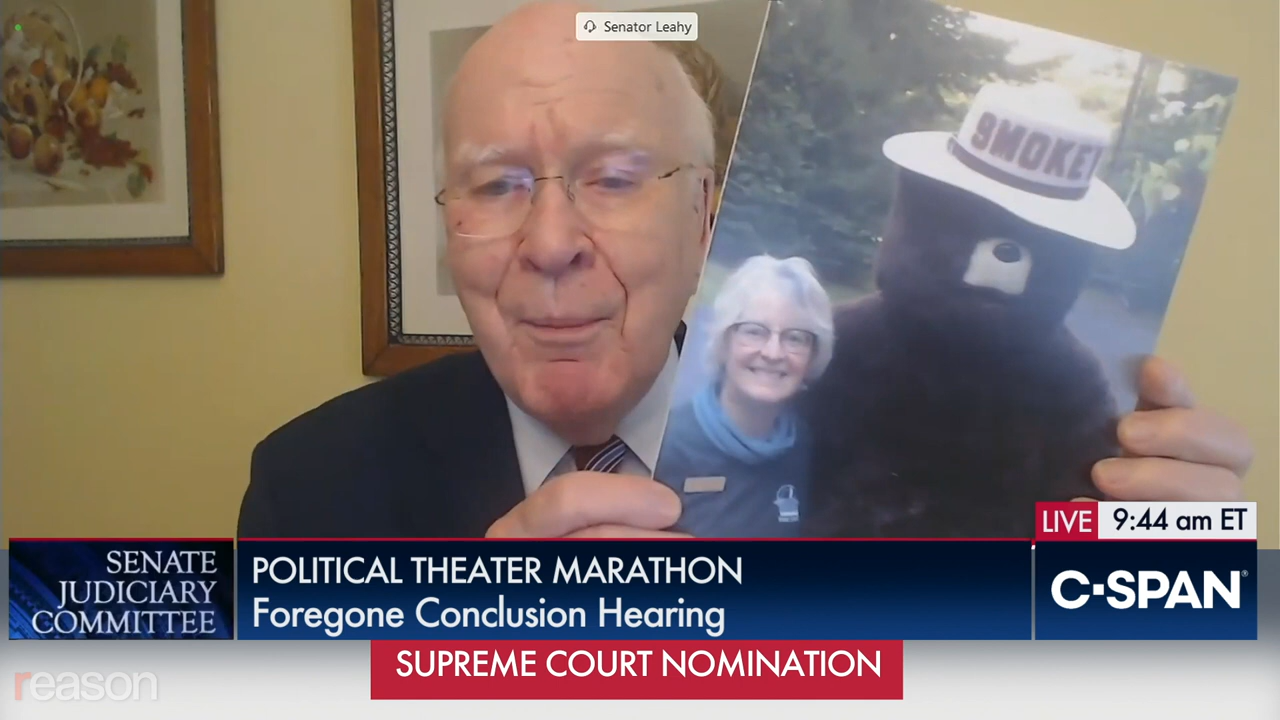 Senator Leahy
SMOKEY
LIVE 9:44 am ET
SENATE
JUDICIARY
COMMITTEE
POLITICAL THEATER MARATHON
Foregone Conclusion Hearing
C-SPAN®
SUPREME COURT NOMINATION
reason